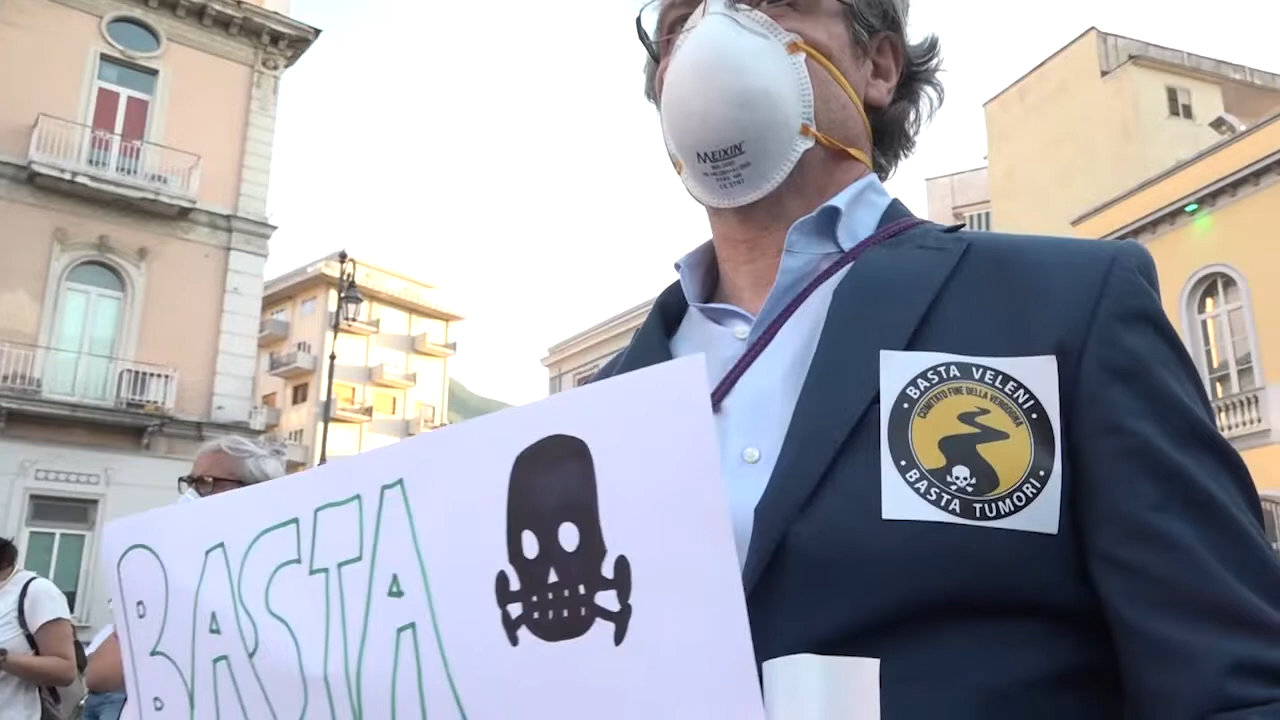 MEIXIN
BASTA VELENI
COMITATO FINE DELLA VERGOGNA
BASTA TUMORI
BASTA